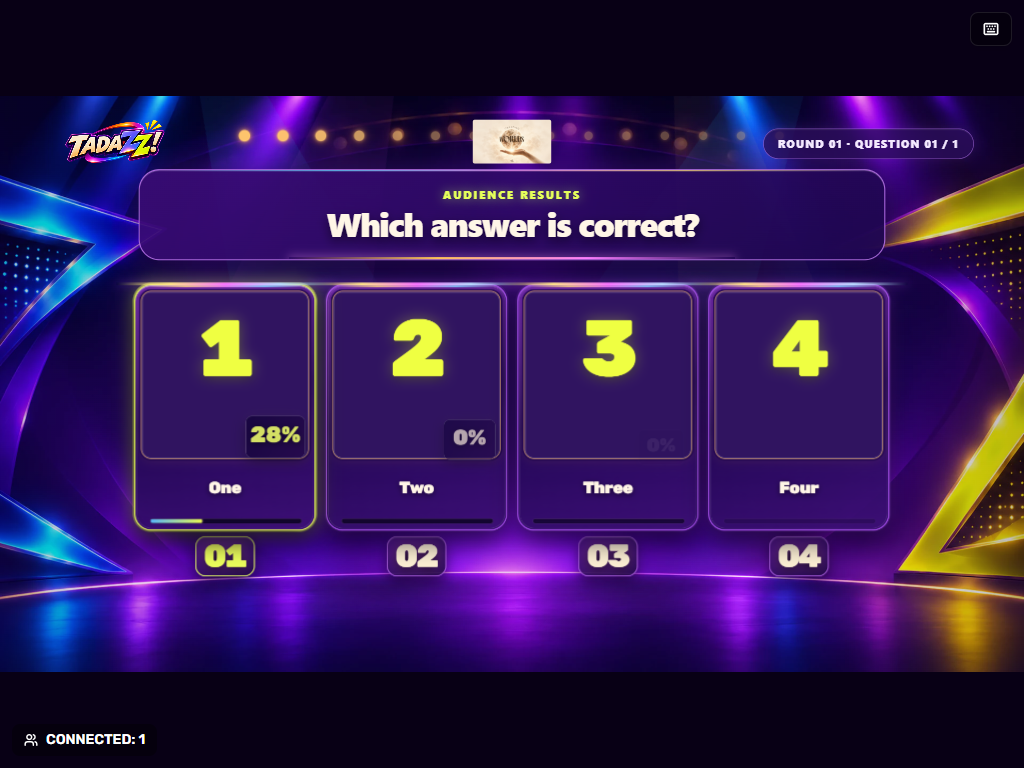 TADAZZ!
ROUND 01 - QUESTION 01 / 1
AUDIENCE RESULTS
Which answer is correct?
1
2
3
4
28%
0%
0%
One
Two
Three
Four
01
02
03
04
CONNECTED: 1